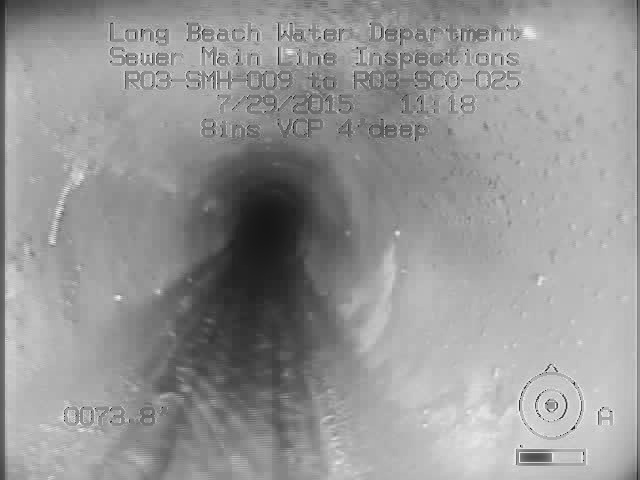 Long Beach Water Department
Sewer Main Line Inspections
R03-SMH-009 to R03-SCO-025
7/29/2015 11:18
8ins VCP 4'deep
0073.8'
A